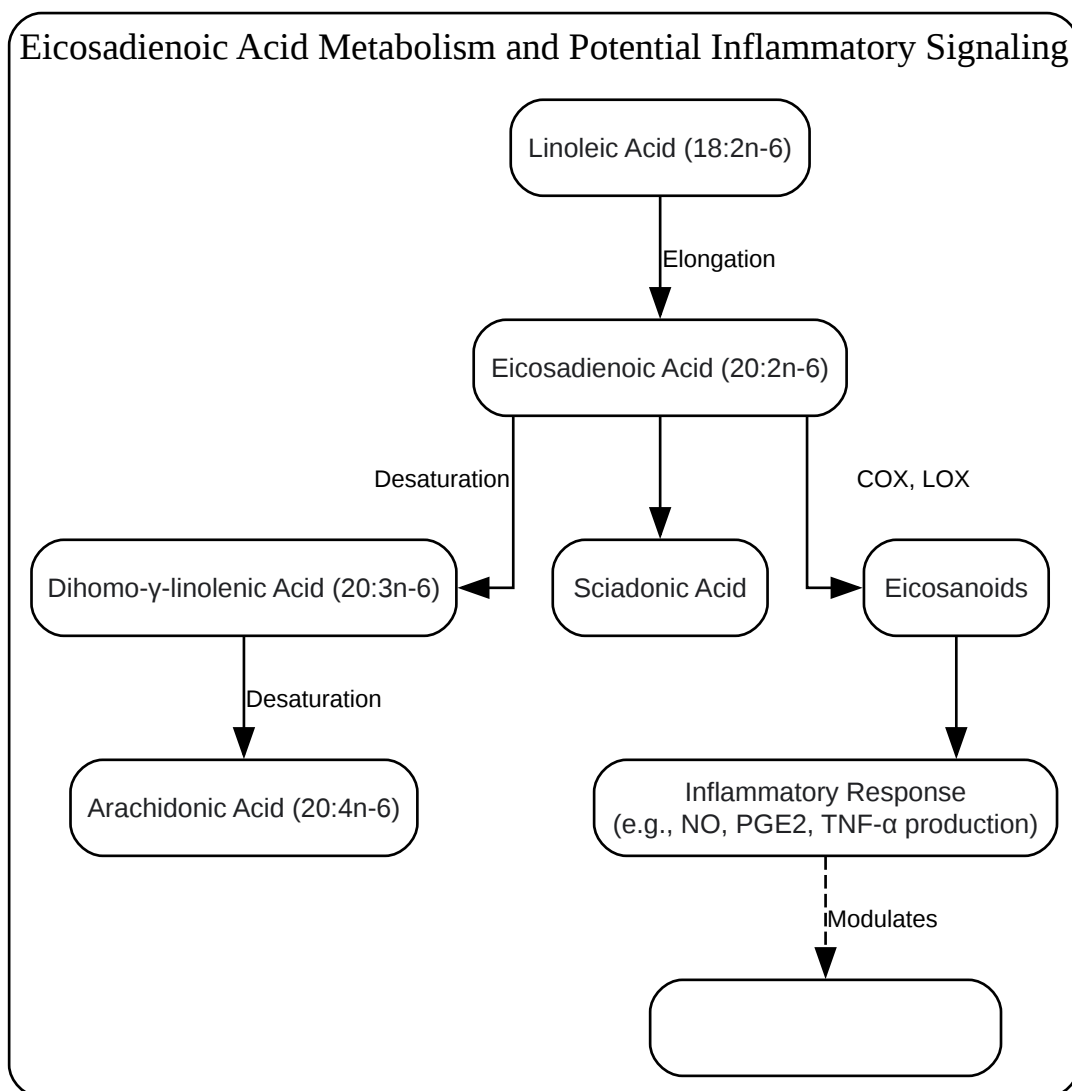 Eicosadienoic Acid Metabolism and Potential Inflammatory Signaling
Linoleic Acid (18:2n-6)
Elongation
Eicosadienoic Acid (20:2n-6)
Desaturation
COX, LOX
Dihomo-γ-linolenic Acid (20:3n-6)
Sciadonic Acid
Eicosanoids
Desaturation
Arachidonic Acid (20:4n-6)
Inflammatory Response
(e.g., NO, PGE2, TNF-α production)
Modulates